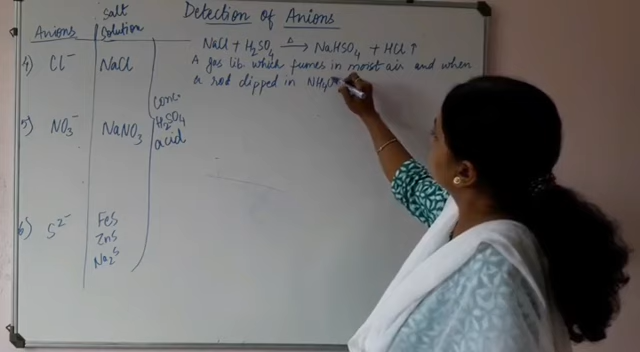 Detection of Anions
Anions
Salt
Solution
4) Cl⁻ NaCl
5) NO₃⁻ NaNO₃
6) S²⁻ FeS
ZnS
Na₂S
conc.
H₂SO₄
acid
NaCl + H₂SO₄ —Δ→ NaHSO₄ + HCl ↑
A gas lib. which fumes in moist air and when
a rod dipped in NH₄O